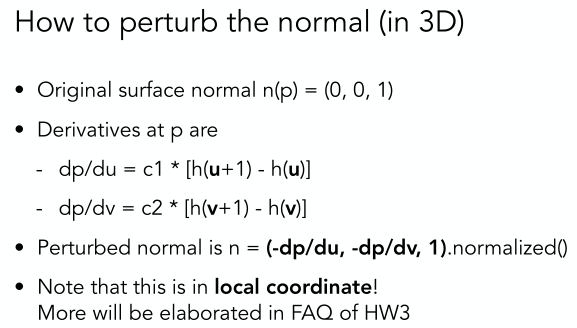 How to perturb the normal (in 3D)
• Original surface normal n(p) = (0, 0, 1)
• Derivatives at p are
- dp/du = c1 * [h(u+1) - h(u)]
- dp/dv = c2 * [h(v+1) - h(v)]
• Perturbed normal is n = (-dp/du, -dp/dv, 1).normalized()
• Note that this is in local coordinate!
More will be elaborated in FAQ of HW3